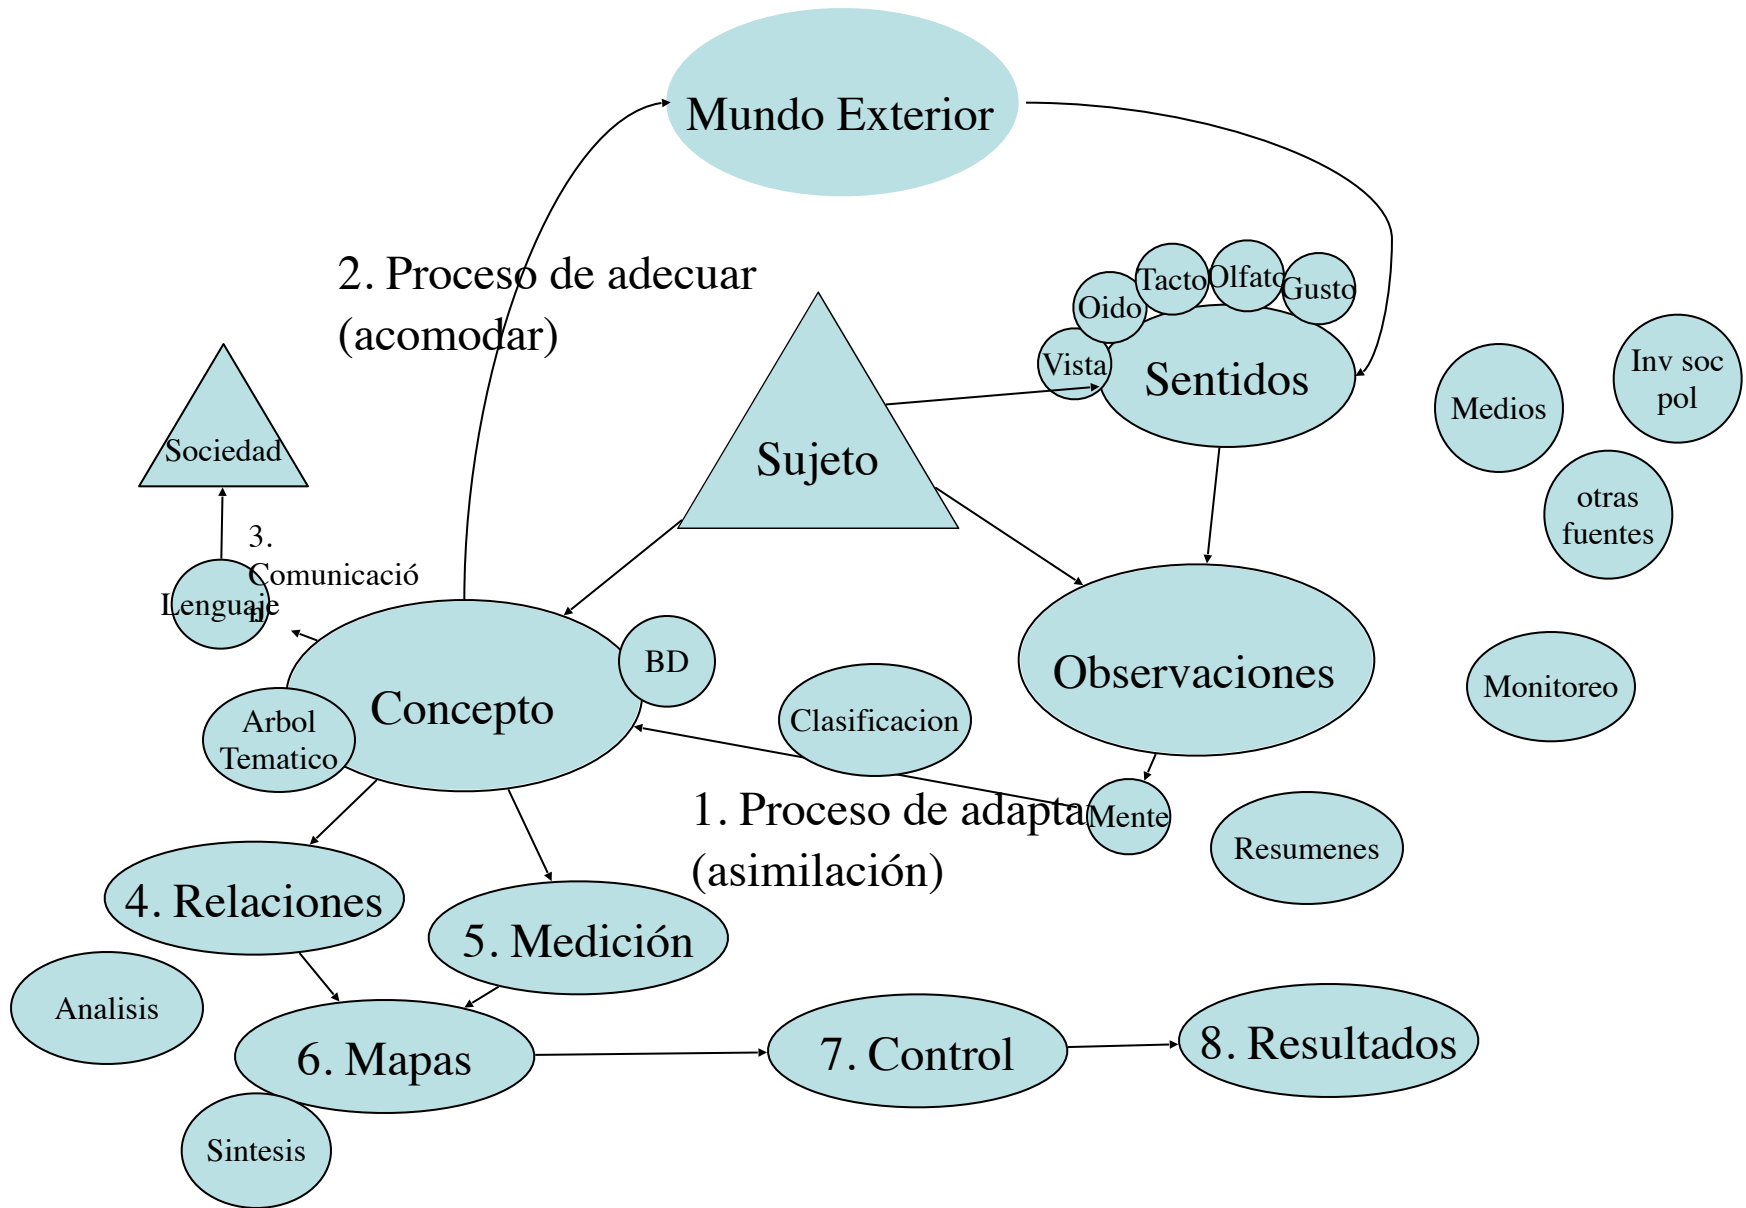 Mundo Exterior
2. Proceso de adecuar
(acomodar)
Tacto
Olfato
Gusto
Oido
Vista
Sentidos
Inv soc
pol
Medios
Sociedad
Sujeto
otras
fuentes
3.
Comunicació
n
Lenguaje
BD
Observaciones
Monitoreo
Concepto
Arbol
Tematico
Clasificacion
1. Proceso de adapta
(asimilación)
Mente
Resumenes
4. Relaciones
5. Medición
Analisis
6. Mapas
7. Control
8. Resultados
Sintesis